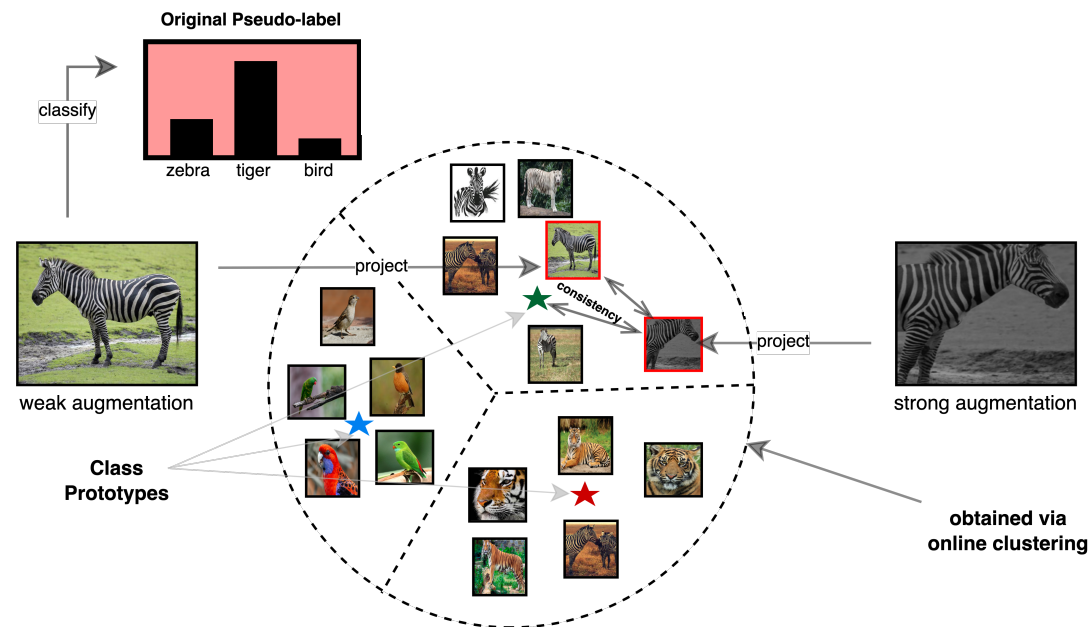 Original Pseudo-label
classify
zebra tiger bird
project
consistency
project
weak augmentation
strong augmentation
Class
Prototypes
obtained via
online clustering